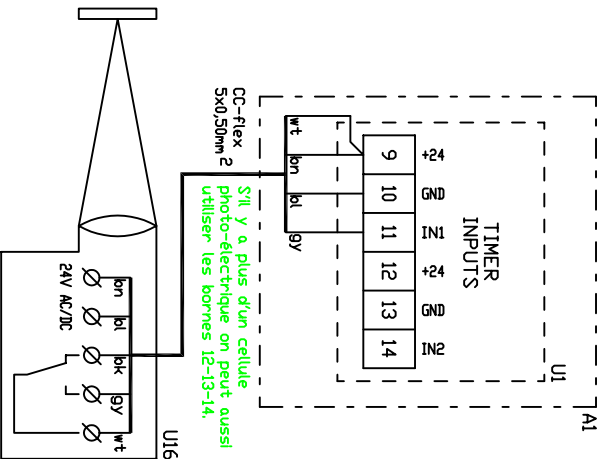 A1
U1
TIMER
INPUTS
+24
GND
IN1
+24
GND
IN2
9
10
11
12
13
14
wt
bn
bl
gy
CC-flex
5x0,50mm 2
S'il y a plus d'un cellule
photo-électrique on peut aussi
utiliser les bornes 12-13-14.
U16
bn
bl
bk
gy
wt
24V AC/DC